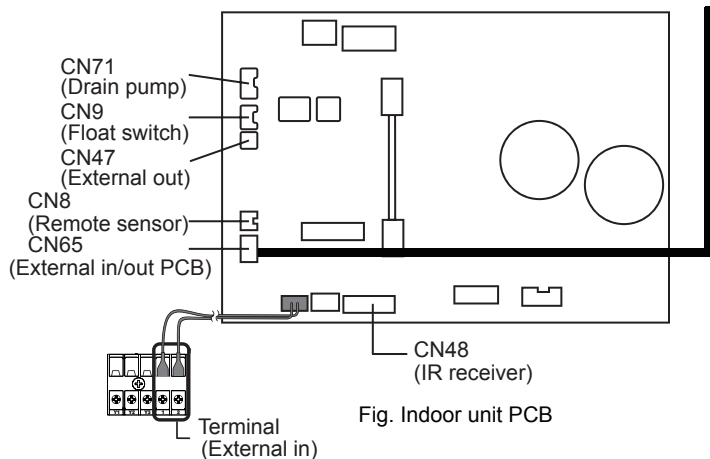 CN71
(Drain pump)
CN9
(Float switch)
CN47
(External out)
CN8
(Remote sensor)
CN65
(External in/out PCB)
CN48
(IR receiver)
Fig. Indoor unit PCB
Terminal
(External in)